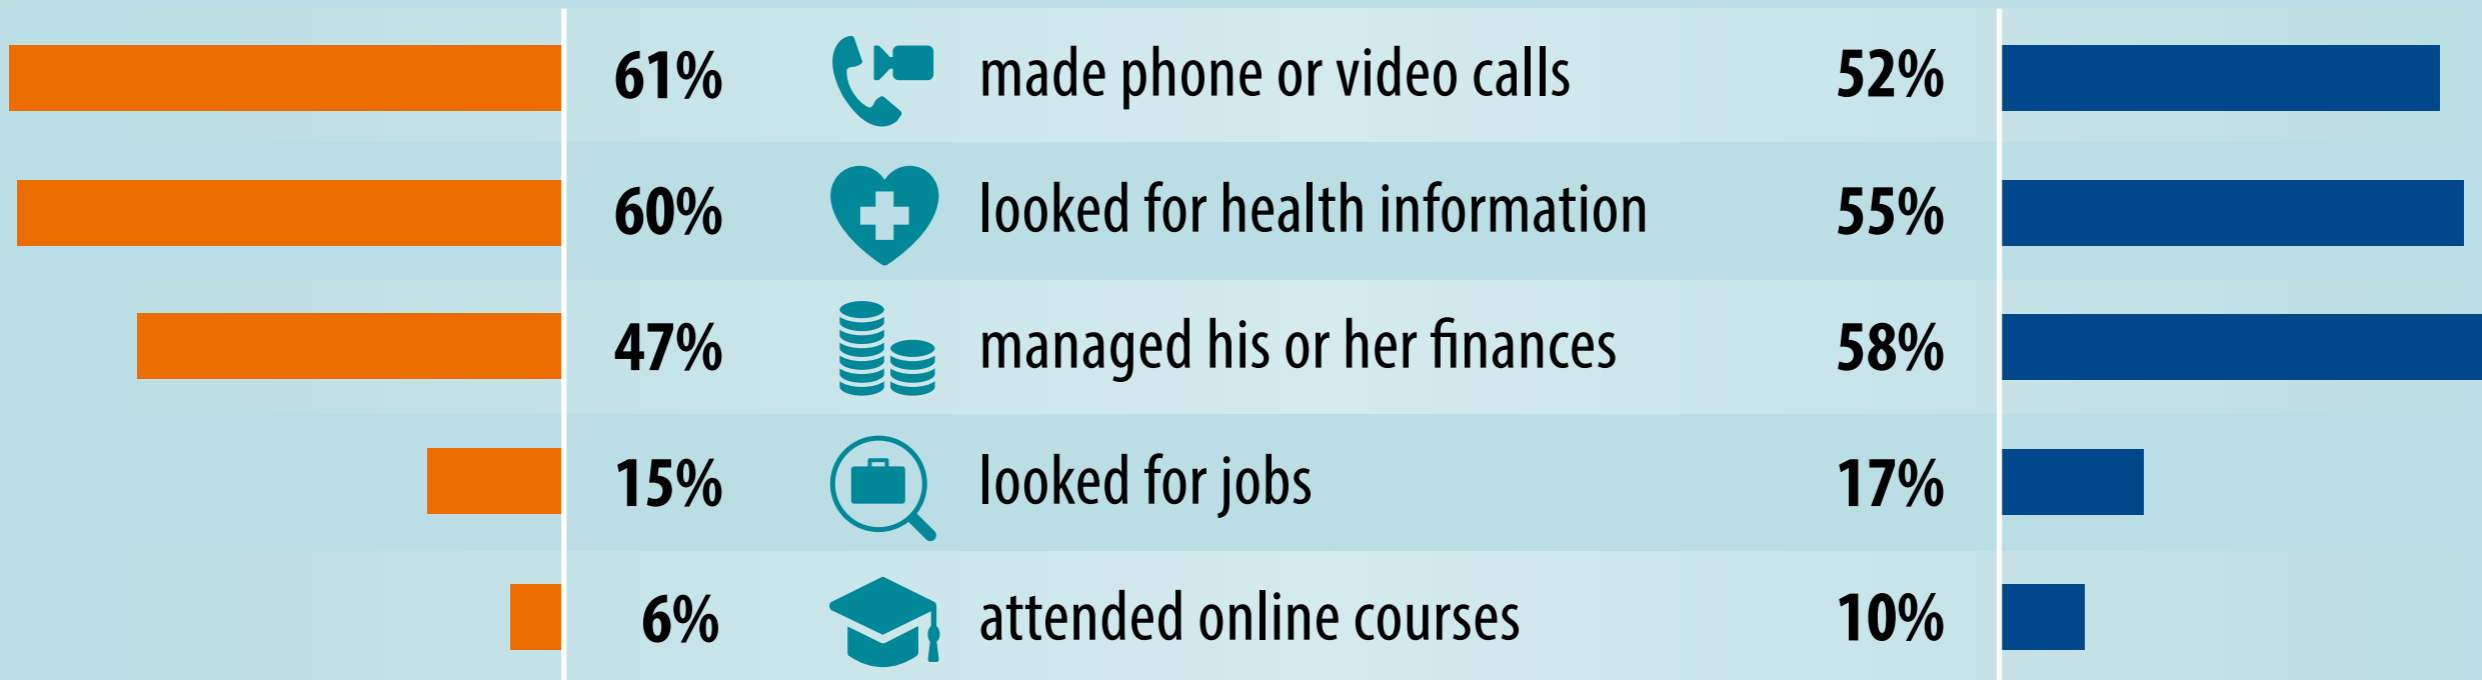 61% made phone or video calls 52%
60% looked for health information 55%
47% managed his or her finances 58%
15% looked for jobs 17%
6% attended online courses 10%